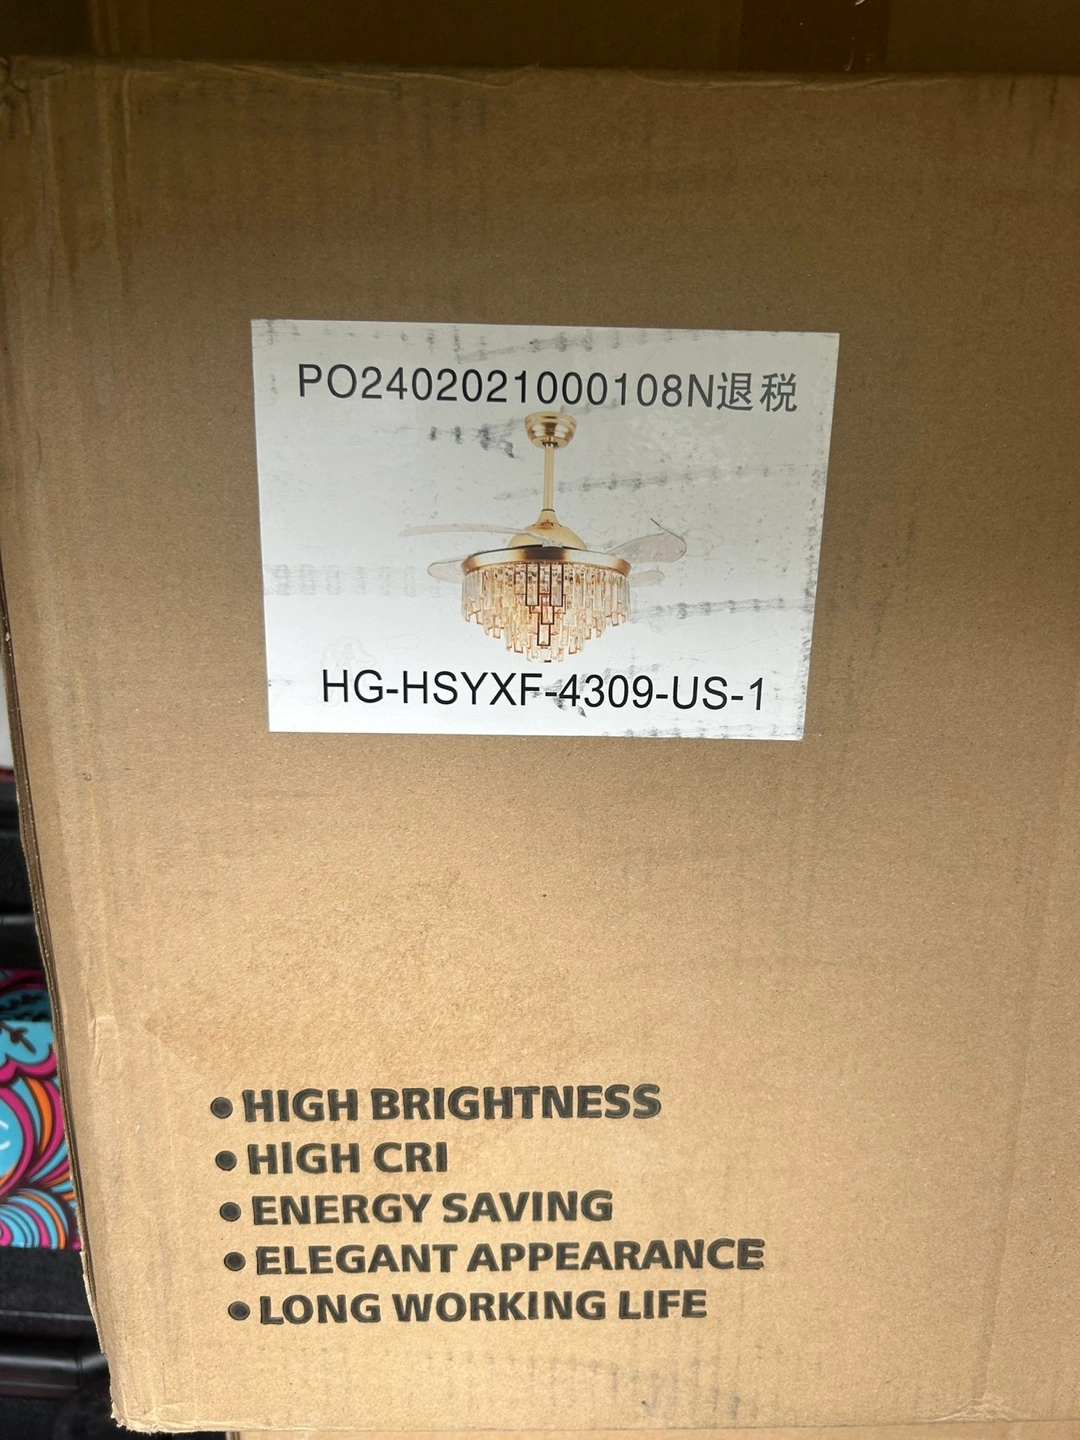 PO2402021000108N退税
HG-HSYXF-4309-US-1
• HIGH BRIGHTNESS
• HIGH CRI
• ENERGY SAVING
• ELEGANT APPEARANCE
• LONG WORKING LIFE